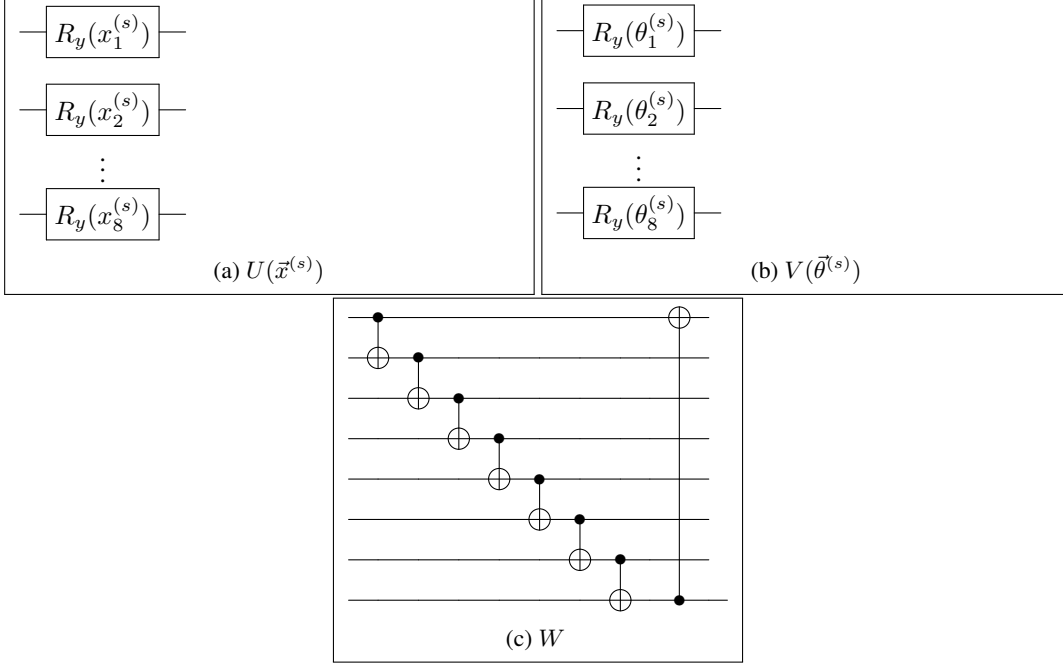 R_y(x_1^{(s)})
R_y(x_2^{(s)})
⋮
R_y(x_8^{(s)})
(a) U(\vec{x}^{(s)})
R_y(θ_1^{(s)})
R_y(θ_2^{(s)})
⋮
R_y(θ_8^{(s)})
(b) V(\vec{θ}^{(s)})
(c) W